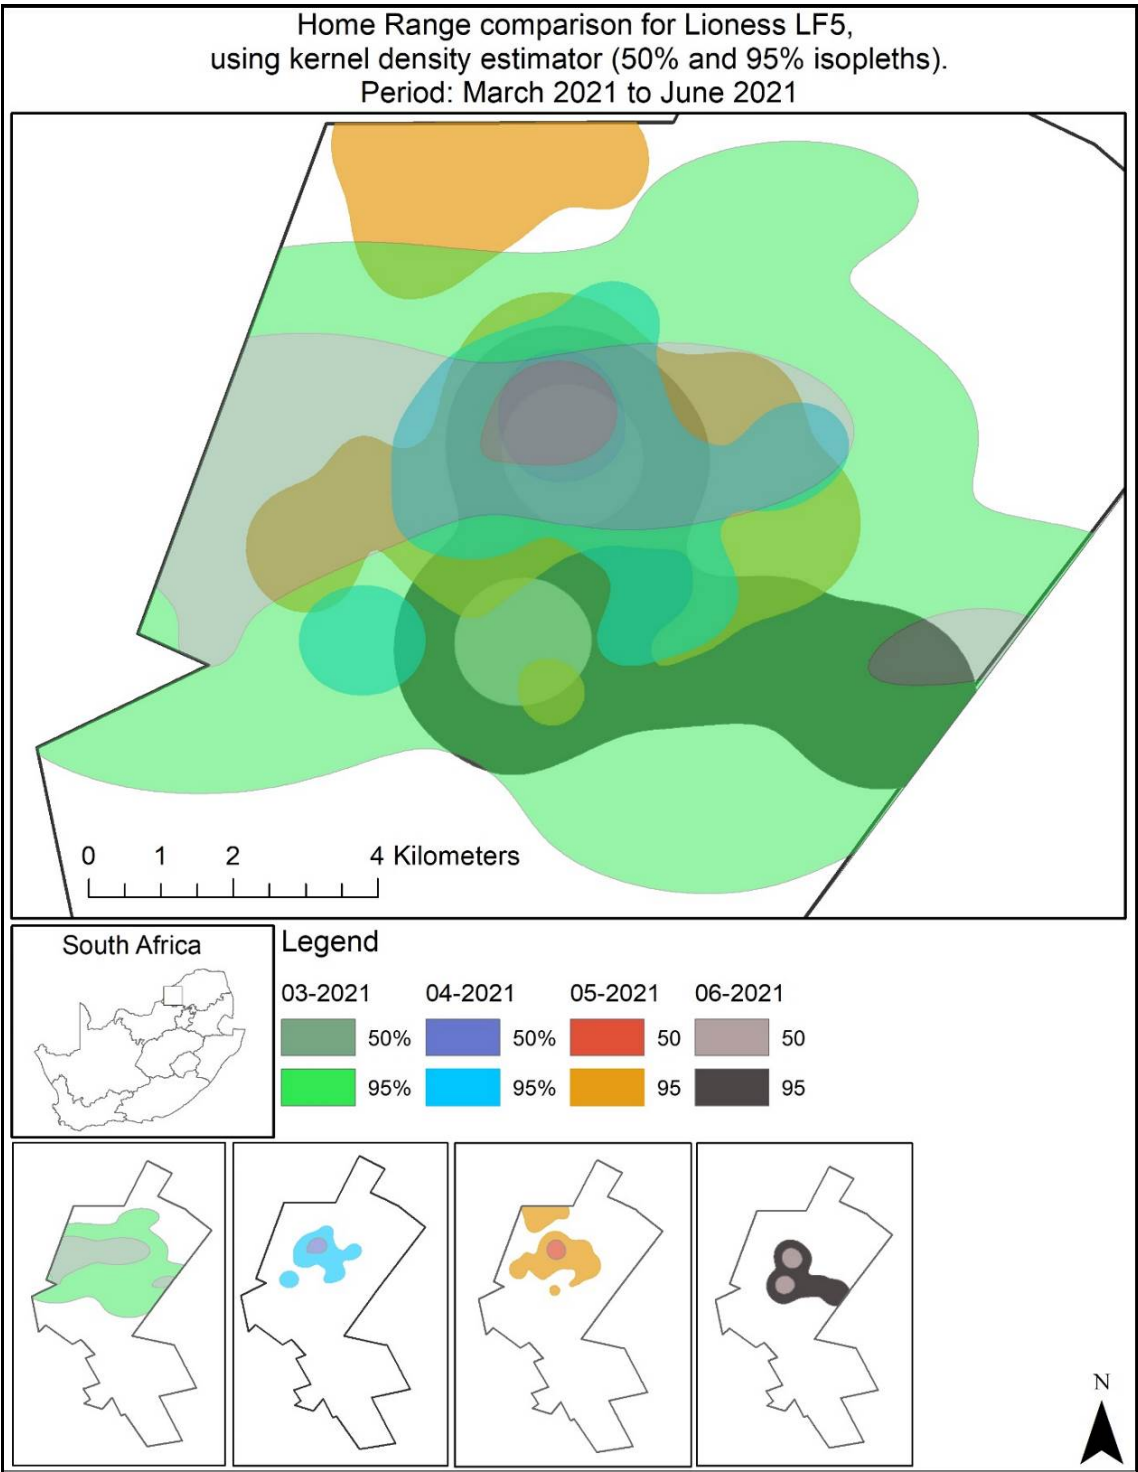 Home Range comparison for Lioness LF5,
using kernel density estimator (50% and 95% isopleths).
Period: March 2021 to June 2021
0 1 2 4 Kilometers
South Africa
Legend
03-2021 04-2021 05-2021 06-2021
50% 50% 50 50
95% 95% 95 95
N